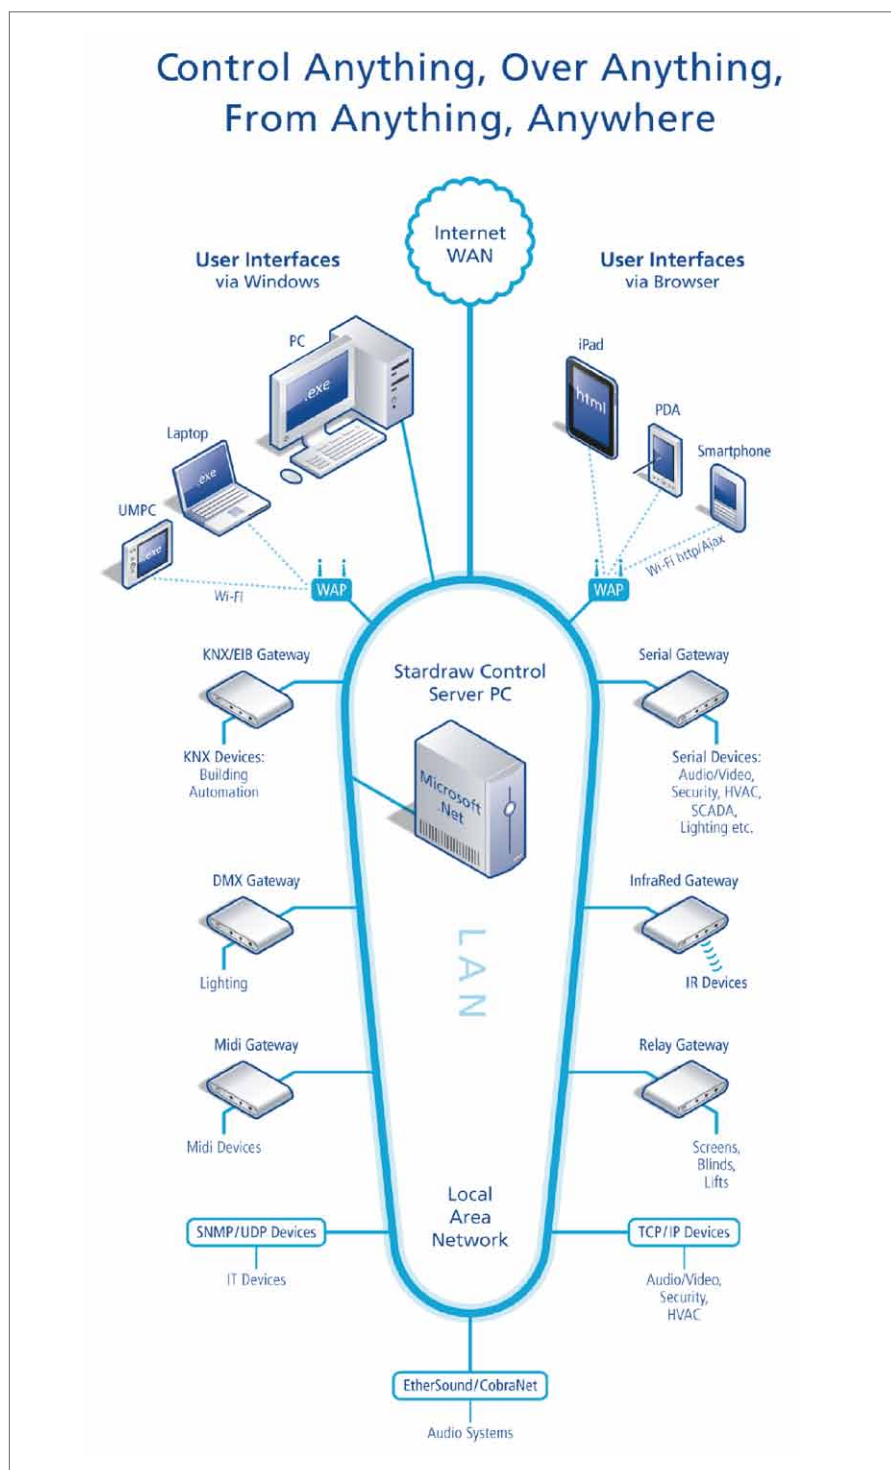 Control Anything, Over Anything,
From Anything, Anywhere
Internet
WAN
User Interfaces
via Windows
User Interfaces
via Browser
PC
.exe
Laptop
.exe
UMPC
.exe
Wi-Fi
WAP
iPad
html
PDA
Smartphone
Wi-Fi http/Ajax
WAP
KNX/EIB Gateway
KNX Devices:
Building
Automation
Stardraw Control
Server PC
Microsoft
.Net
Serial Gateway
Serial Devices:
Audio/Video,
Security, HVAC,
SCADA,
Lighting etc.
DMX Gateway
Lighting
LAN
InfraRed Gateway
IR Devices
Midi Gateway
Midi Devices
Relay Gateway
Screens,
Blinds,
Lifts
Local
Area
Network
SNMP/UDP Devices
IT Devices
TCP/IP Devices
Audio/Video,
Security,
HVAC
EtherSound/CobraNet
Audio Systems